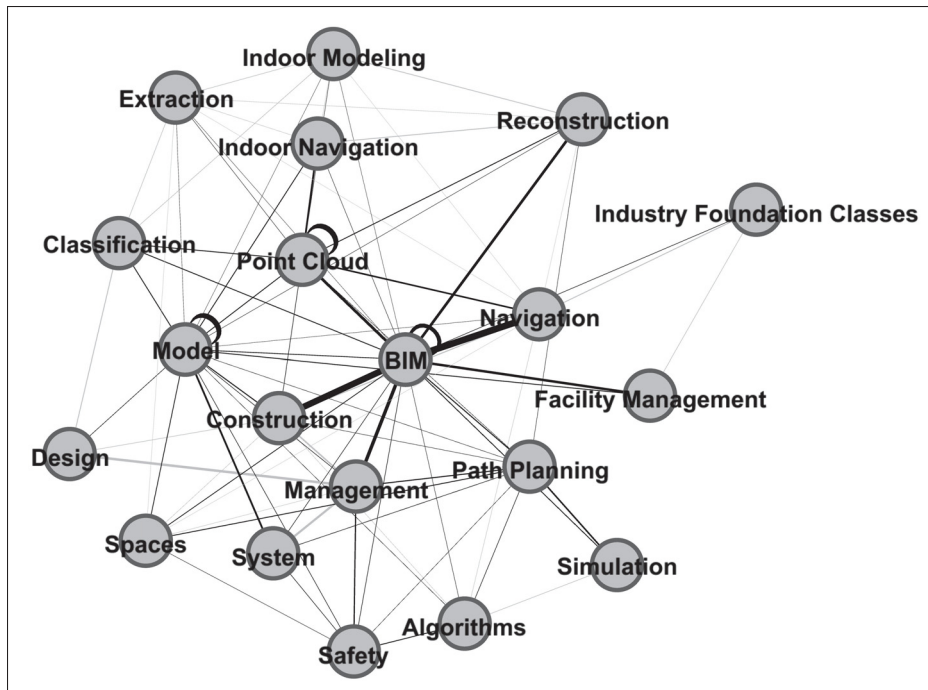 Indoor Modeling
Extraction
Reconstruction
Indoor Navigation
Industry Foundation Classes
Classification
Point Cloud
Navigation
Model
BIM
Facility Management
Construction
Design
Path Planning
Management
Spaces
System
Simulation
Algorithms
Safety